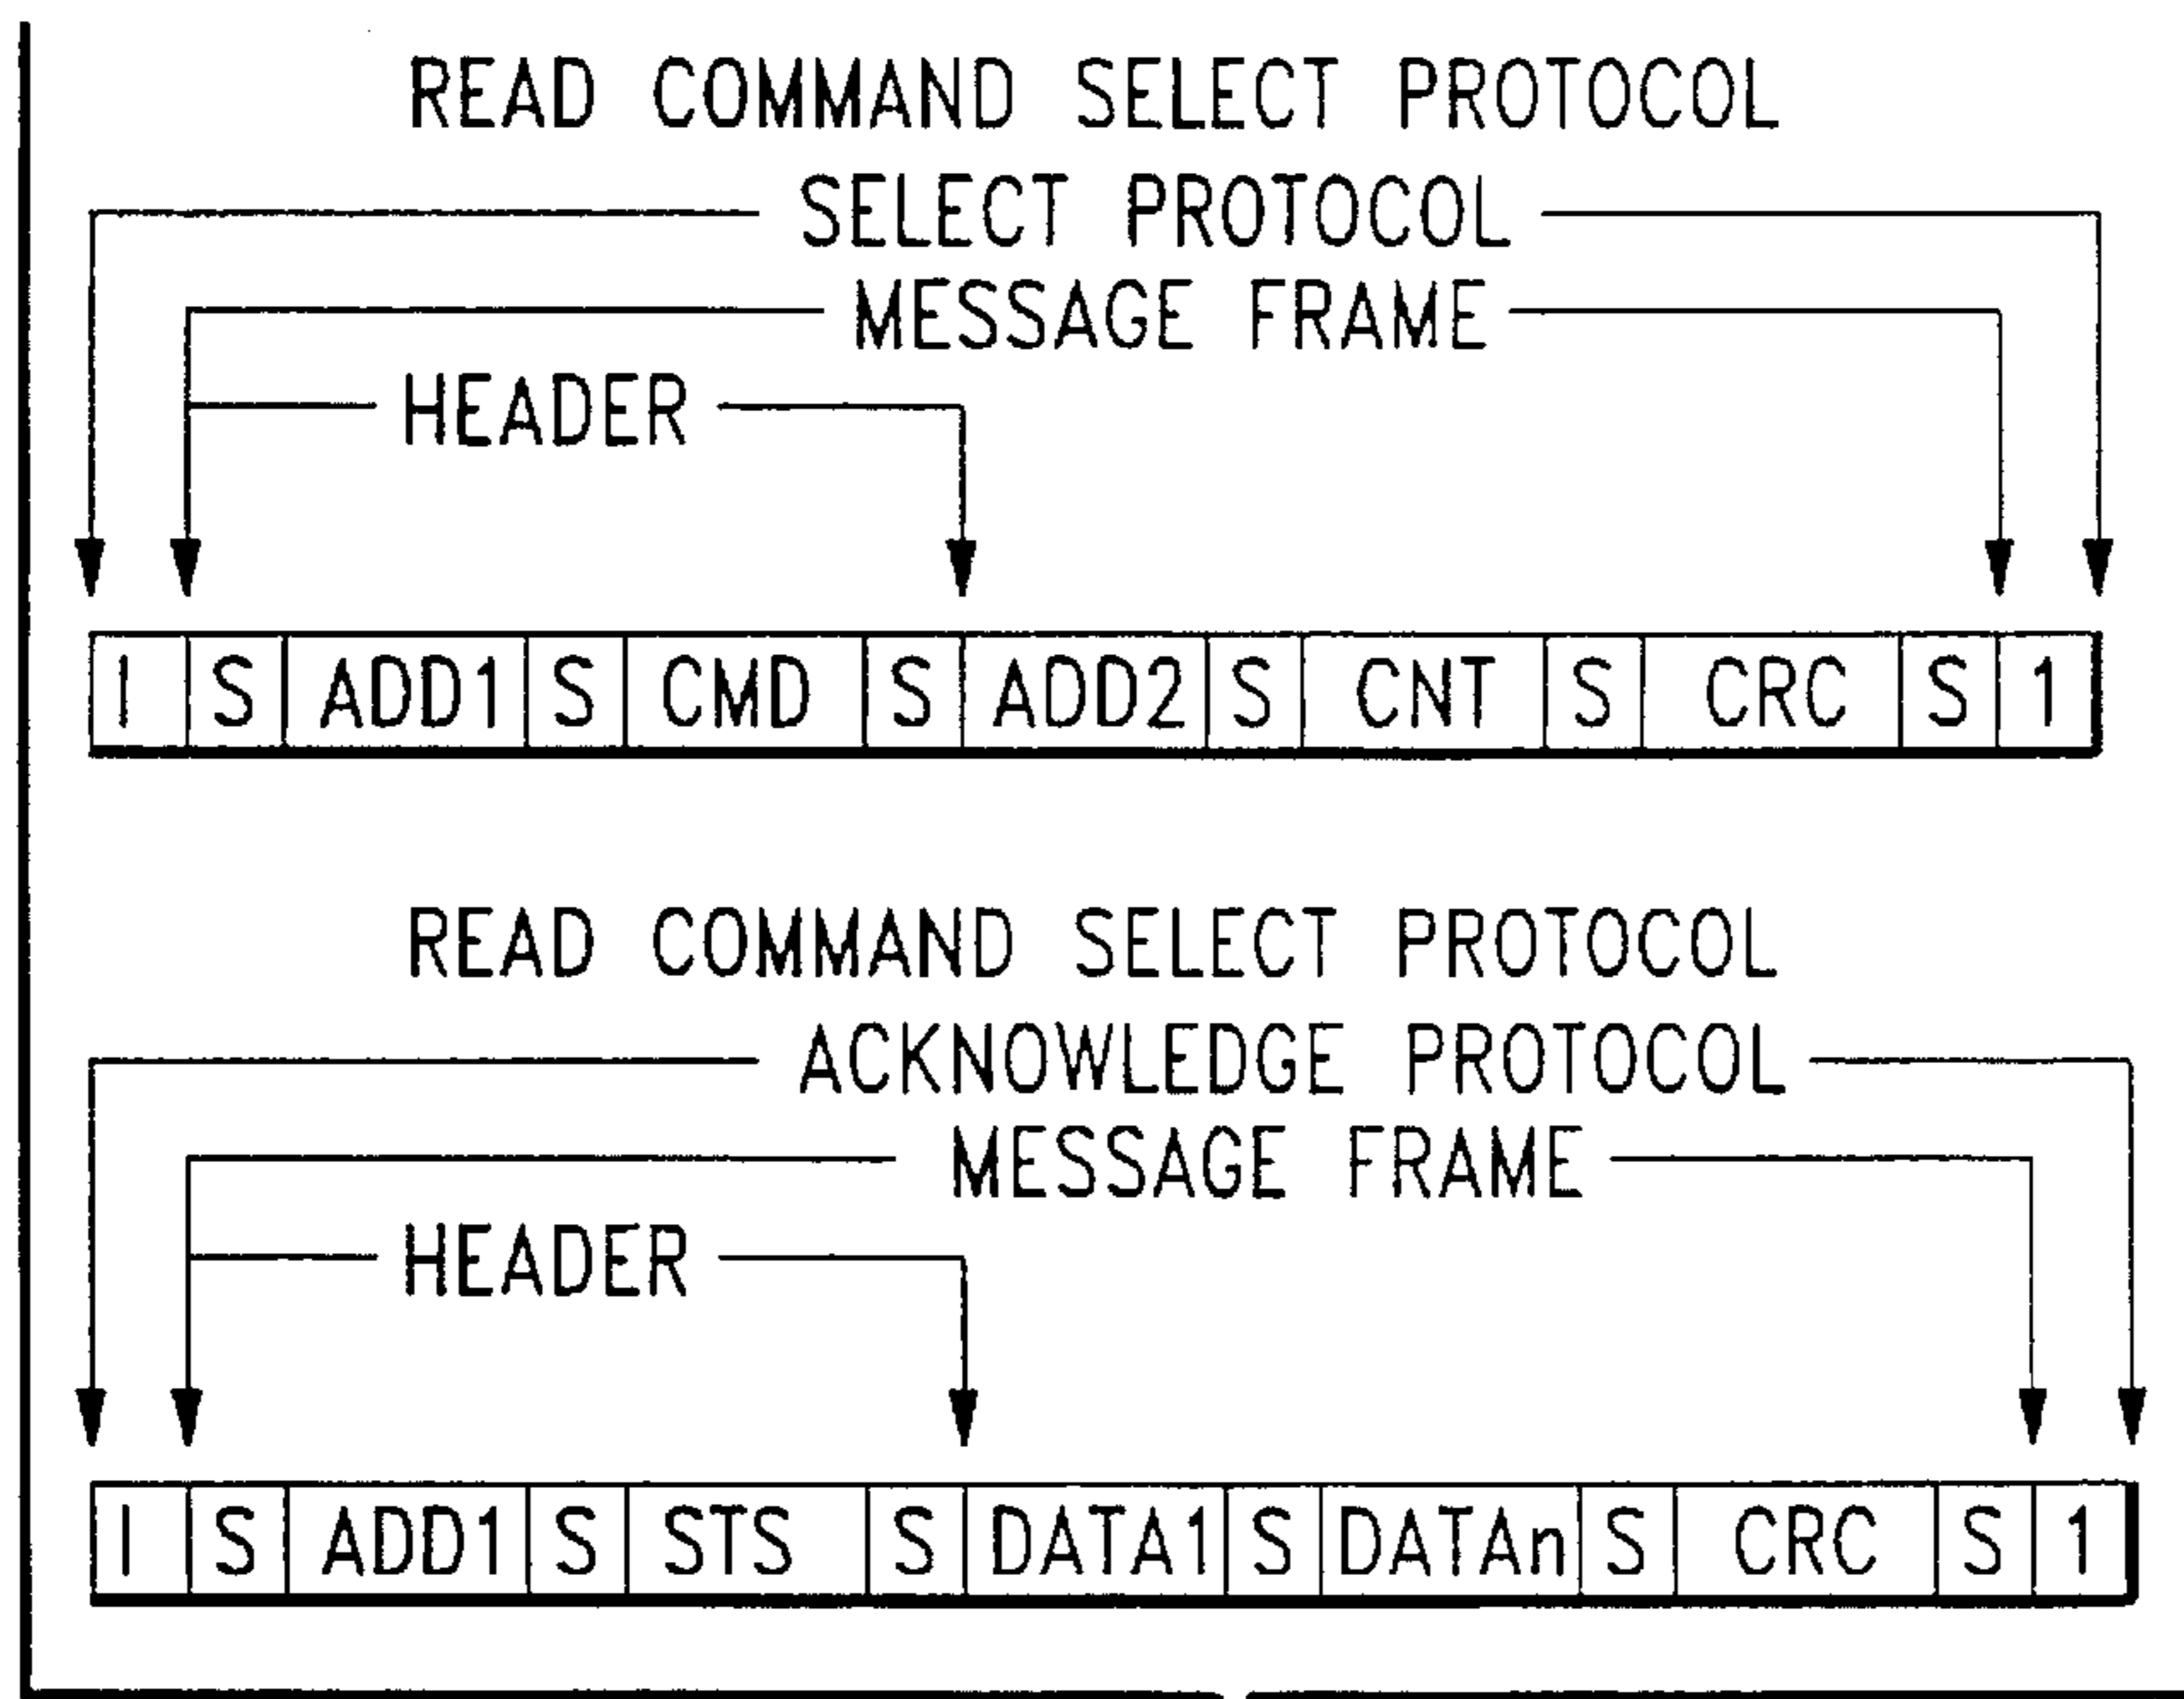 READ COMMAND SELECT PROTOCOL
SELECT PROTOCOL
MESSAGE FRAME
HEADER
I S ADD1 S CMD S ADD2 S CNT S CRC S 1
READ COMMAND SELECT PROTOCOL
ACKNOWLEDGE PROTOCOL
MESSAGE FRAME
HEADER
I S ADD1 S STS S DATA1 S DATAn S CRC S 1